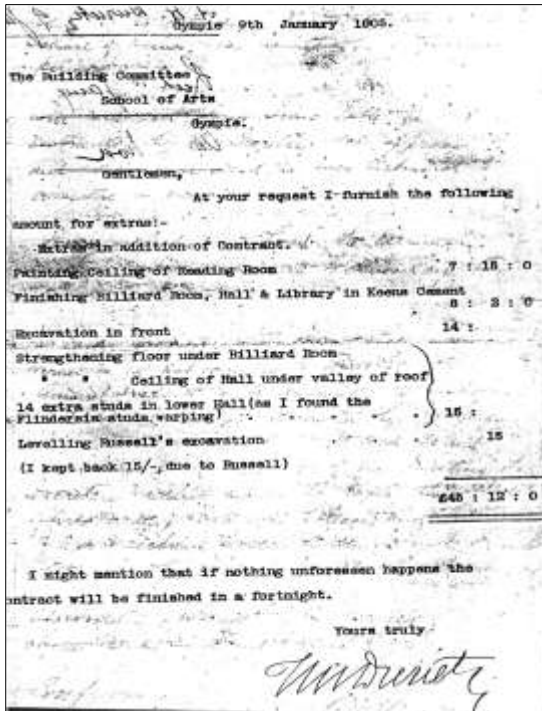 Gympie 9th January 1905.
The Building Committee
School of Arts
Gympie.
Gentlemen,
At your request I furnish the following
amount for extras:-
Extras in addition of Contract.
Painting Ceiling of Reading Room 7 : 15 : 0
Finishing Billiard Room, Hall & Library in Keens Cement
8 : 2 : 0
Excavation in front 14 :
Strengthening floor under Billiard Room
" " Ceiling of Hall under valley of roof
14 extra studs in lower Hall(as I found the
Flindersia studs warping) 15 :
Levelling Russell's excavation 15
(I kept back 15/-, due to Russell)
£45 : 12 : 0
I might mention that if nothing unforeseen happens the
ontract will be finished in a fortnight.
Yours truly